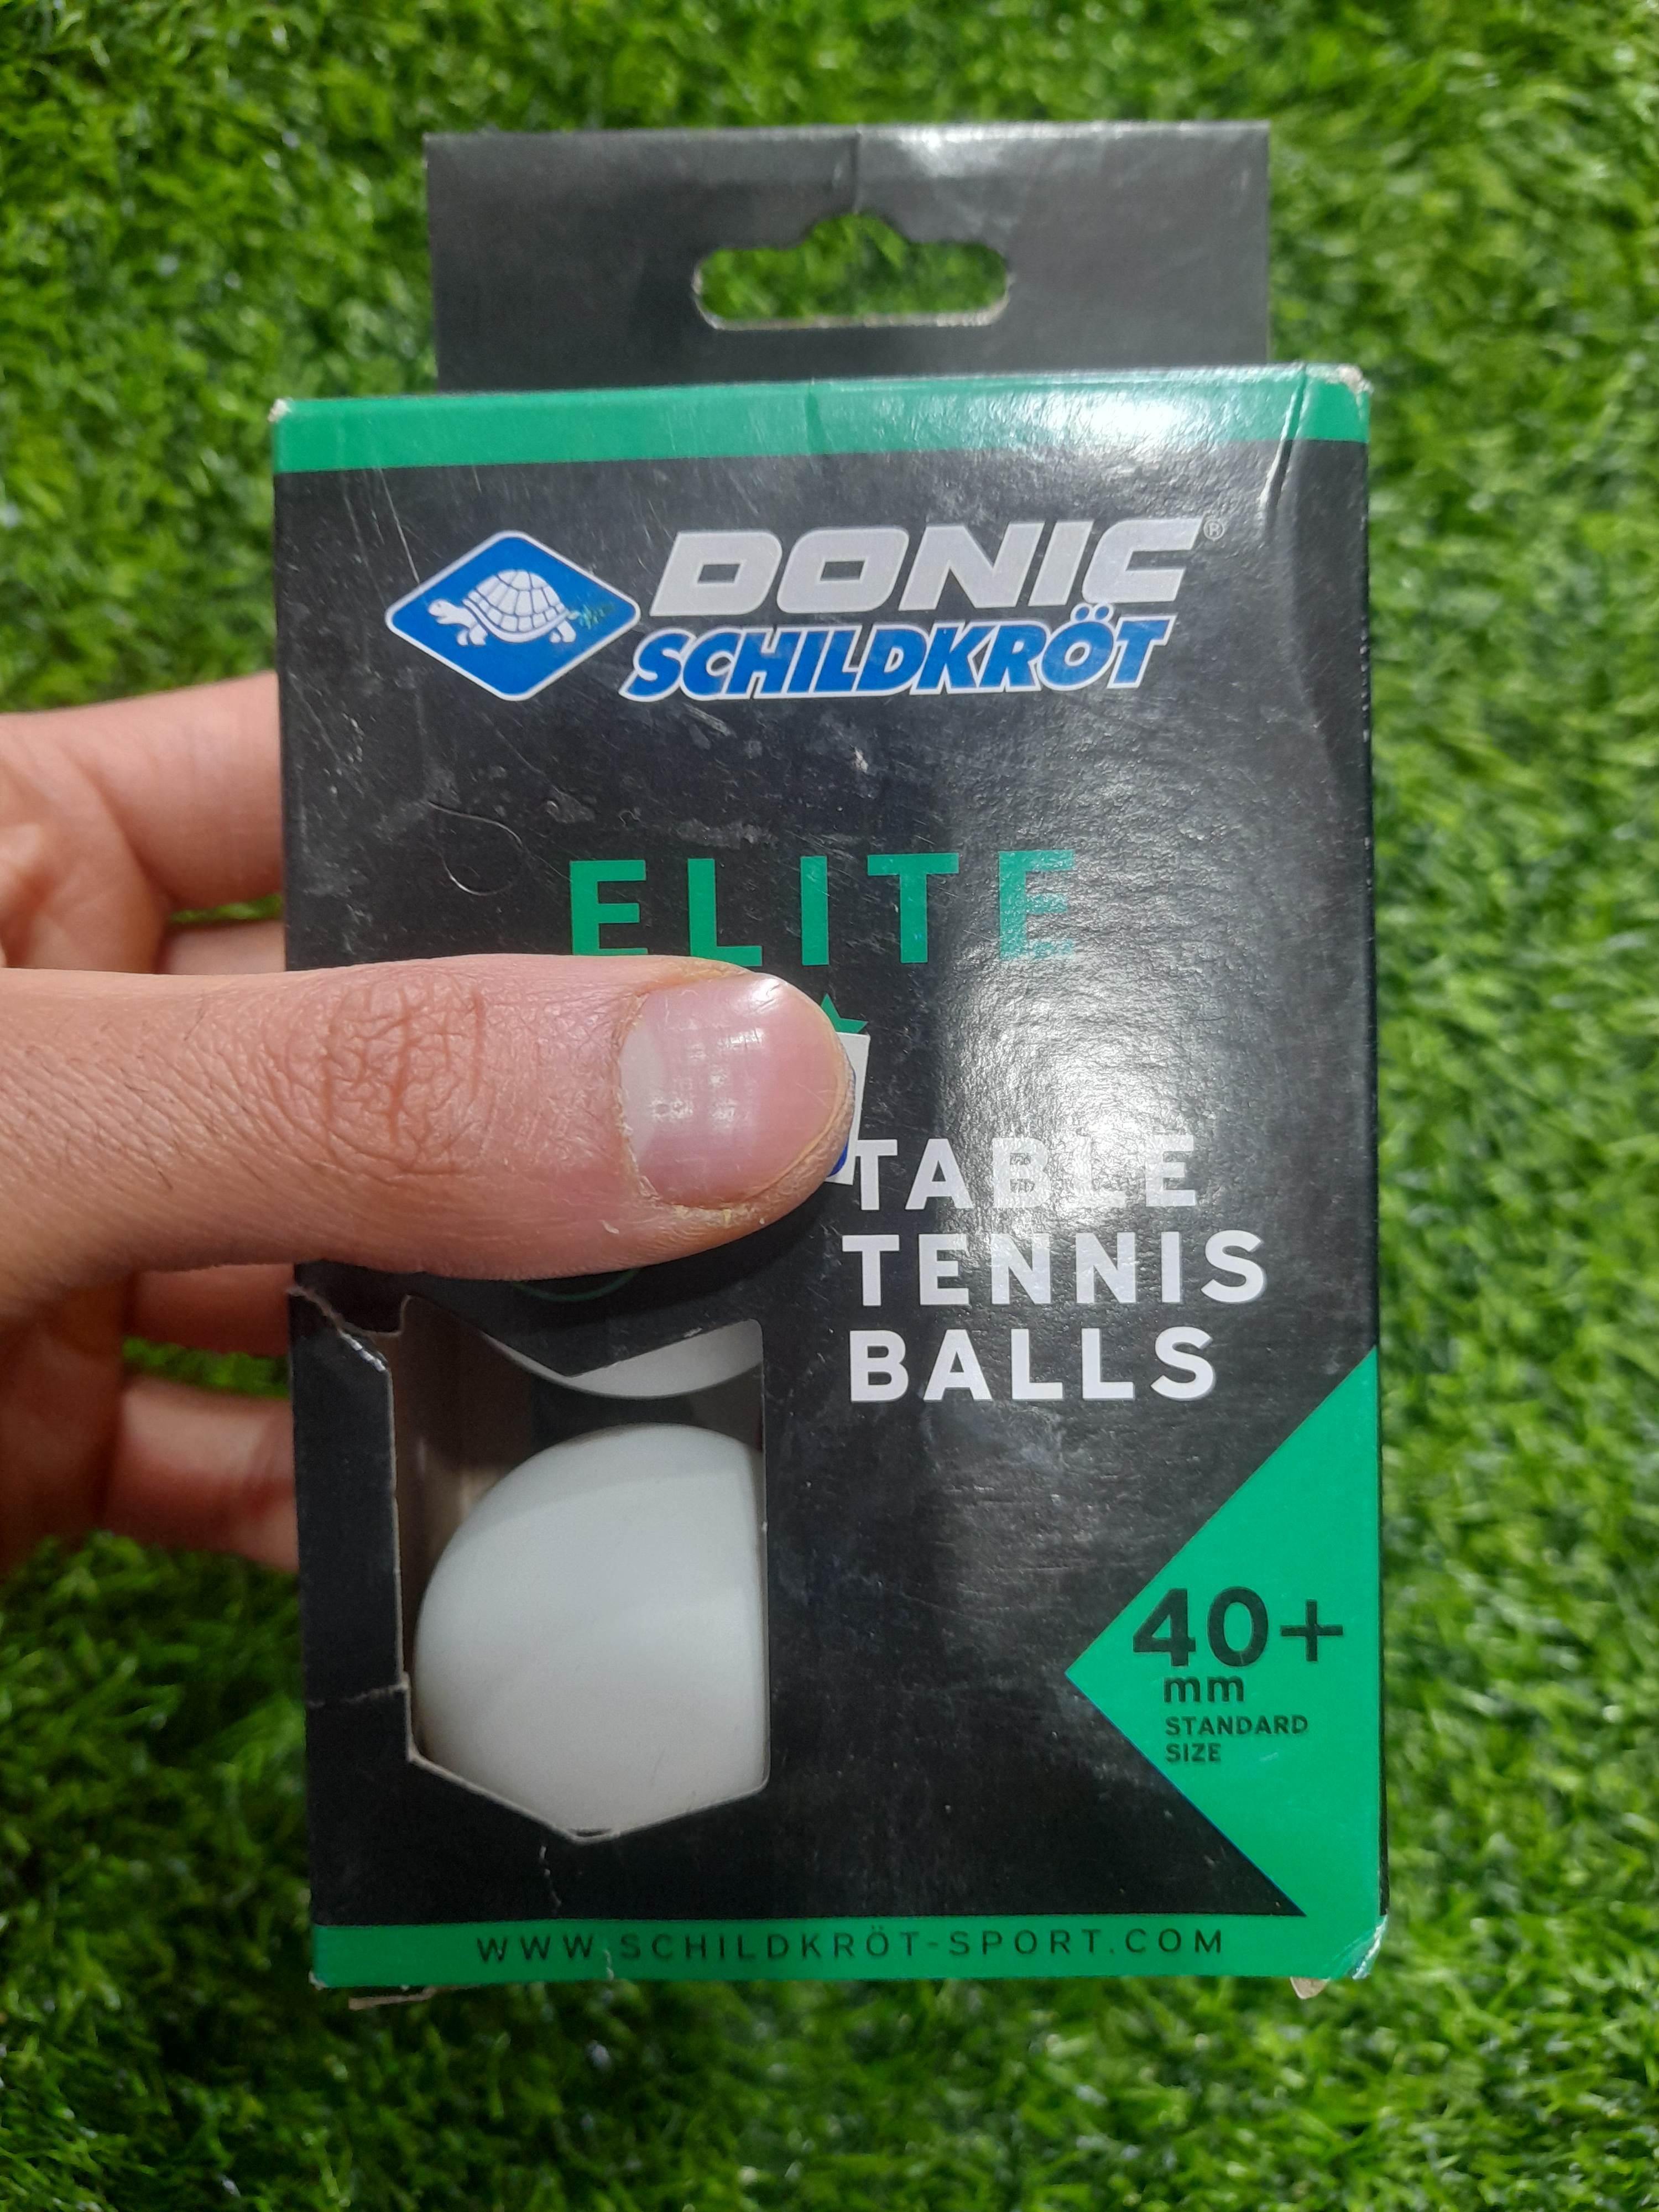 DONIC®
SCHILDKRÖT
ELITE
TABLE
TENNIS
BALLS
40+
mm
STANDARD
SIZE
WWW.SCHILDKRÖT-SPORT.COM